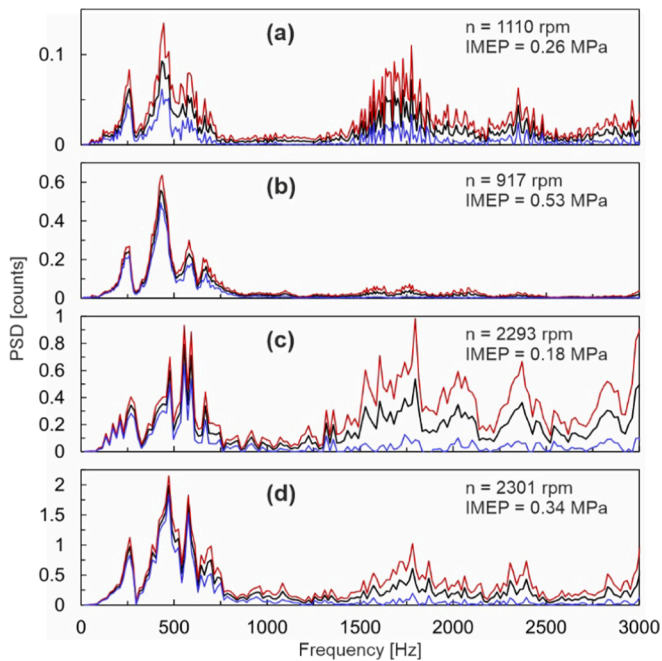 (a)
n = 1110 rpm
IMEP = 0.26 MPa
0.1
0
(b)
n = 917 rpm
IMEP = 0.53 MPa
0.6
0.4
0.2
0
PSD [counts]
(c)
n = 2293 rpm
IMEP = 0.18 MPa
1
0.8
0.6
0.4
0.2
0
(d)
n = 2301 rpm
IMEP = 0.34 MPa
2
1.5
1
0.5
0
0 500 1000 1500 2000 2500 3000
Frequency [Hz]